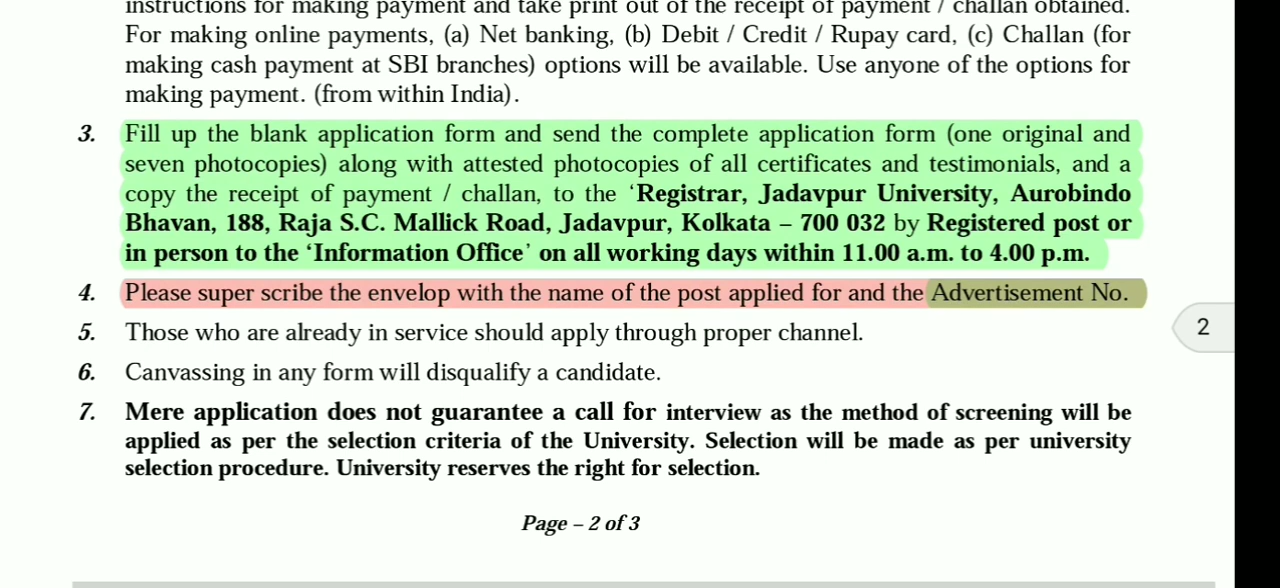 instructions for making payment and take print out of the receipt of payment / challan obtained.
For making online payments, (a) Net banking, (b) Debit / Credit / Rupay card, (c) Challan (for
making cash payment at SBI branches) options will be available. Use anyone of the options for
making payment. (from within India).
3. Fill up the blank application form and send the complete application form (one original and
seven photocopies) along with attested photocopies of all certificates and testimonials, and a
copy the receipt of payment / challan, to the ‘Registrar, Jadavpur University, Aurobindo
Bhavan, 188, Raja S.C. Mallick Road, Jadavpur, Kolkata – 700 032 by Registered post or
in person to the ‘Information Office’ on all working days within 11.00 a.m. to 4.00 p.m.
4. Please super scribe the envelop with the name of the post applied for and the Advertisement No.
5. Those who are already in service should apply through proper channel.
2
6. Canvassing in any form will disqualify a candidate.
7. Mere application does not guarantee a call for interview as the method of screening will be
applied as per the selection criteria of the University. Selection will be made as per university
selection procedure. University reserves the right for selection.
Page – 2 of 3